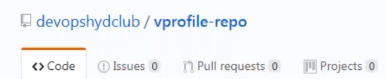 devopshydclub / vprofile-repo
<> Code Issues 0 Pull requests 0 Projects 0